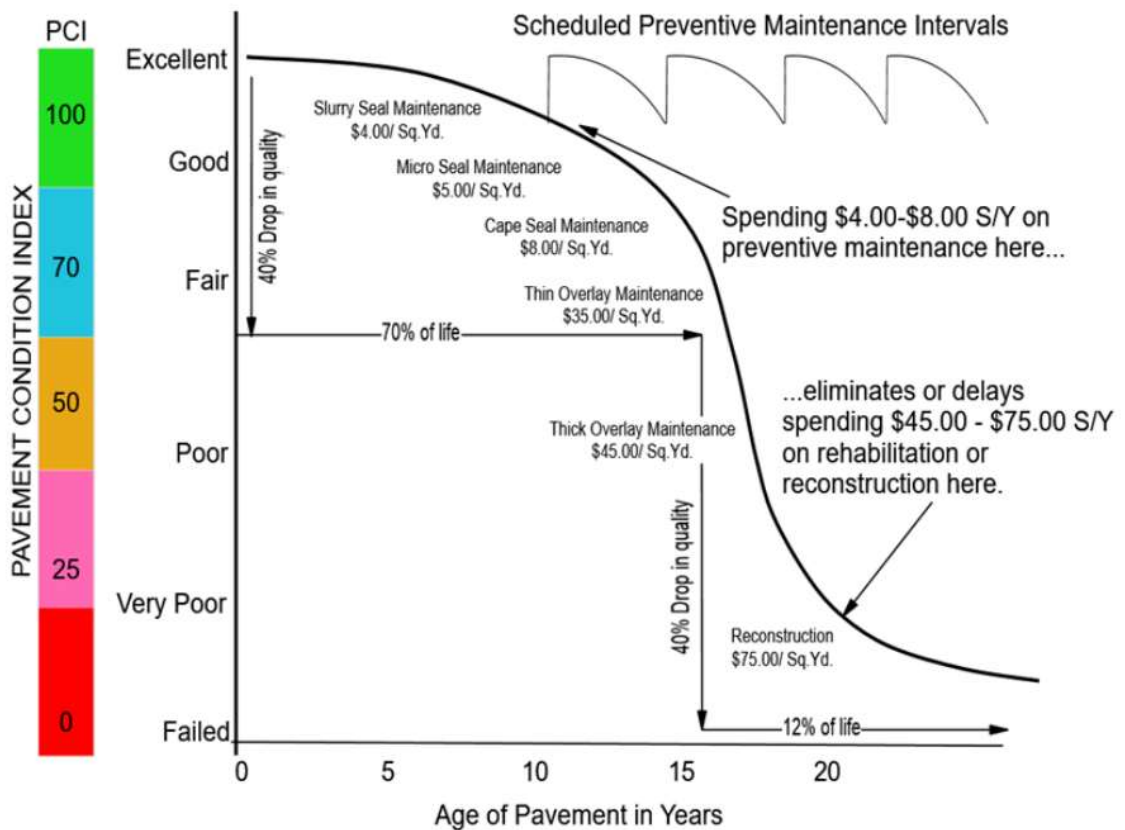 PCI
Scheduled Preventive Maintenance Intervals
PAVEMENT CONDITION INDEX
100
70
50
25
0
Excellent
Good
Fair
Poor
Very Poor
Failed
40% Drop in quality
Slurry Seal Maintenance
$4.00/ Sq.Yd.
Micro Seal Maintenance
$5.00/ Sq.Yd.
Cape Seal Maintenance
$8.00/ Sq.Yd.
Thin Overlay Maintenance
$35.00/ Sq.Yd.
70% of life
Spending $4.00-$8.00 S/Y on
preventive maintenance here...
Thick Overlay Maintenance
$45.00/ Sq.Yd.
...eliminates or delays
spending $45.00 - $75.00 S/Y
on rehabilitation or
reconstruction here.
40% Drop in quality
Reconstruction
$75.00/ Sq.Yd.
12% of life
0
5
10
15
20
Age of Pavement in Years